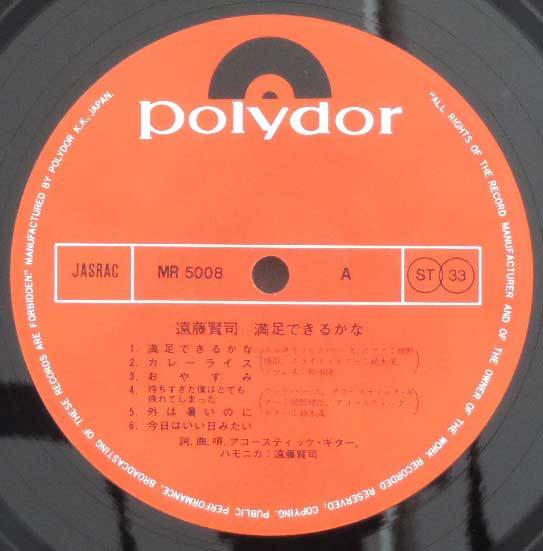 polydor
"ALL RIGHTS OF THE RECORD MANUFACTURER AND OF THE OWNER OF THE WORK RECORDED RESERVED; COPYING, PUBLIC PERFORMANCE, BROADCASTING OF THESE RECORDS ARE FORBIDDEN" MANUFACTURED BY POLYDOR K.K., JAPAN.
JASRAC MR 5008 A ST 33
遠藤賢司 満足できるかな
1. 満足できるかな
2. カレーライス
3. おやすみ
4. 待ちすぎた僕はとても
疲れてしまった
5. 外は暑いのに
6. 今日はいい日みたい
詞, 曲, 唄, アコースティック・ギター,
ハモニカ：遠藤賢司